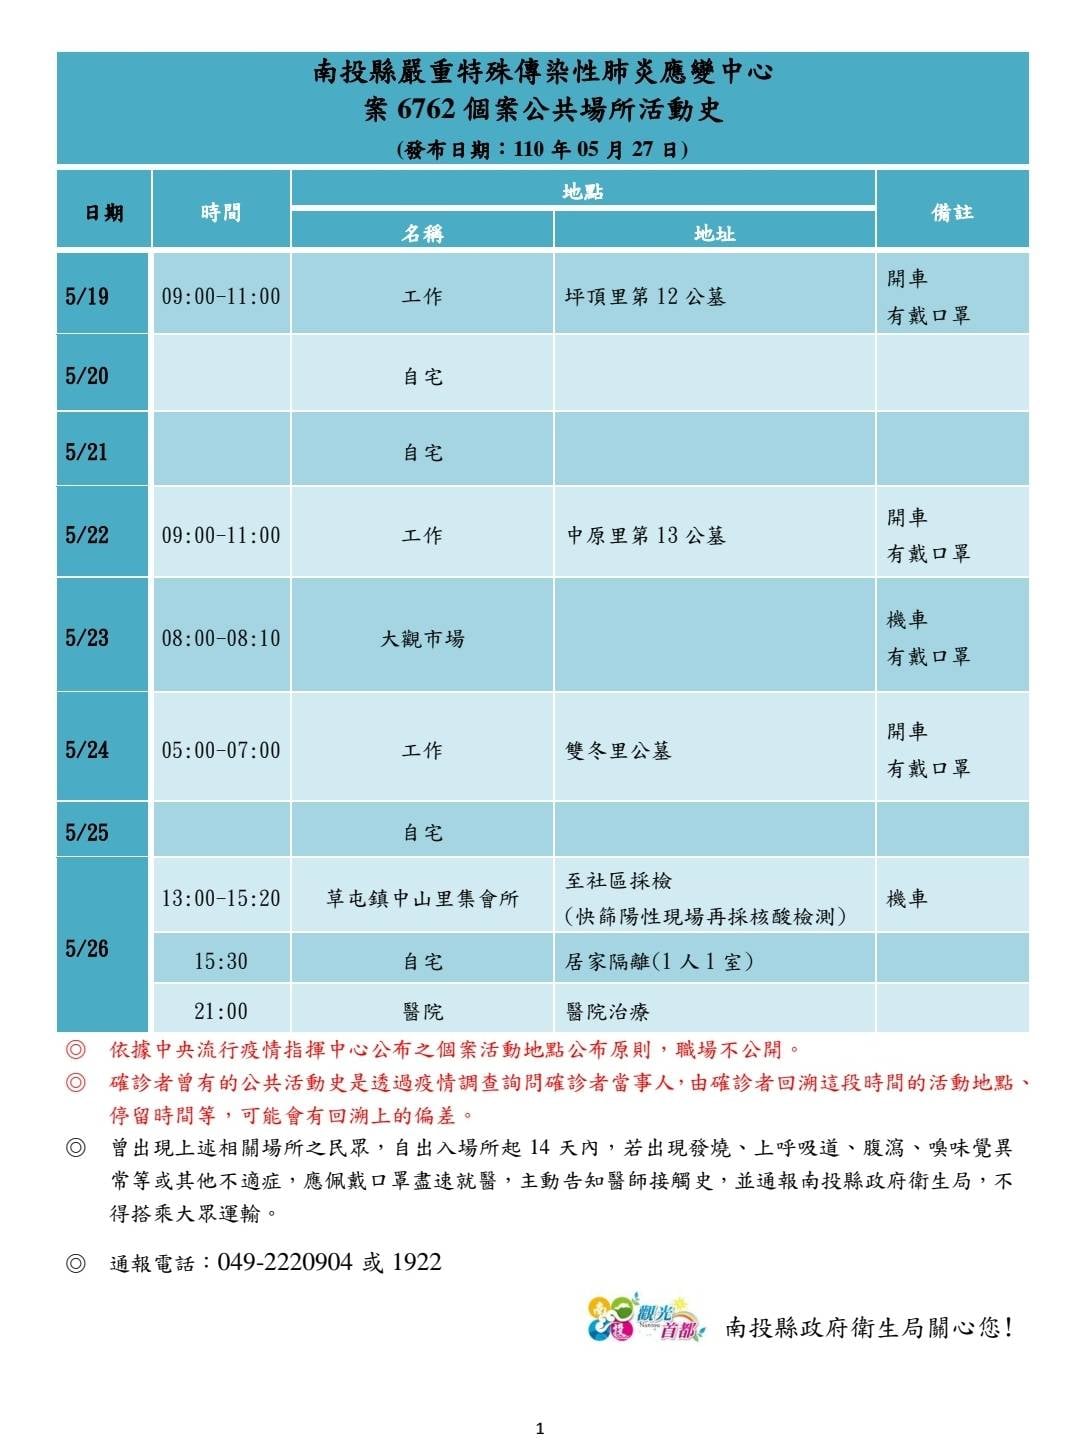 南投縣嚴重特殊傳染性肺炎應變中心
案 6762 個案公共場所活動史
(發布日期：110 年 05 月 27 日)
日期 時間 地點 備註
名稱 地址
5/19 09:00-11:00 工作 坪頂里第 12 公墓 開車
有戴口罩
5/20 自宅
5/21 自宅
5/22 09:00-11:00 工作 中原里第 13 公墓 開車
有戴口罩
5/23 08:00-08:10 大觀市場 機車
有戴口罩
5/24 05:00-07:00 工作 雙冬里公墓 開車
有戴口罩
5/25 自宅
5/26 13:00-15:20 草屯鎮中山里集會所 至社區採檢
(快篩陽性現場再採核酸檢測) 機車
15:30 自宅 居家隔離(1 人 1 室)
21:00 醫院 醫院治療
◎ 依據中央流行疫情指揮中心公布之個案活動地點公布原則，職場不公開。
◎ 確診者曾有的公共活動史是透過疫情調查詢問確診者當事人，由確診者回溯這段時間的活動地點、
停留時間等，可能會有回溯上的偏差。
◎ 曾出現上述相關場所之民眾，自出入場所起 14 天內，若出現發燒、上呼吸道、腹瀉、嗅味覺異
常等或其他不適症，應佩戴口罩盡速就醫，主動告知醫師接觸史，並通報南投縣政府衛生局，不
得搭乘大眾運輸。
◎ 通報電話：049-2220904 或 1922
南投 觀光首都 Nantou
南投縣政府衛生局關心您!
1